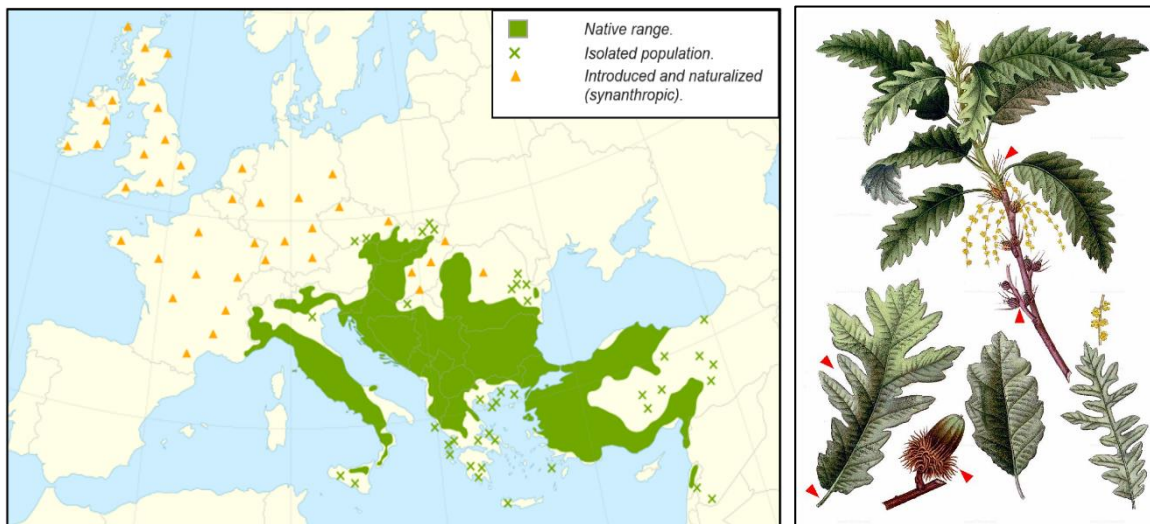 Native range.
Isolated population.
Introduced and naturalized
(synanthropic).